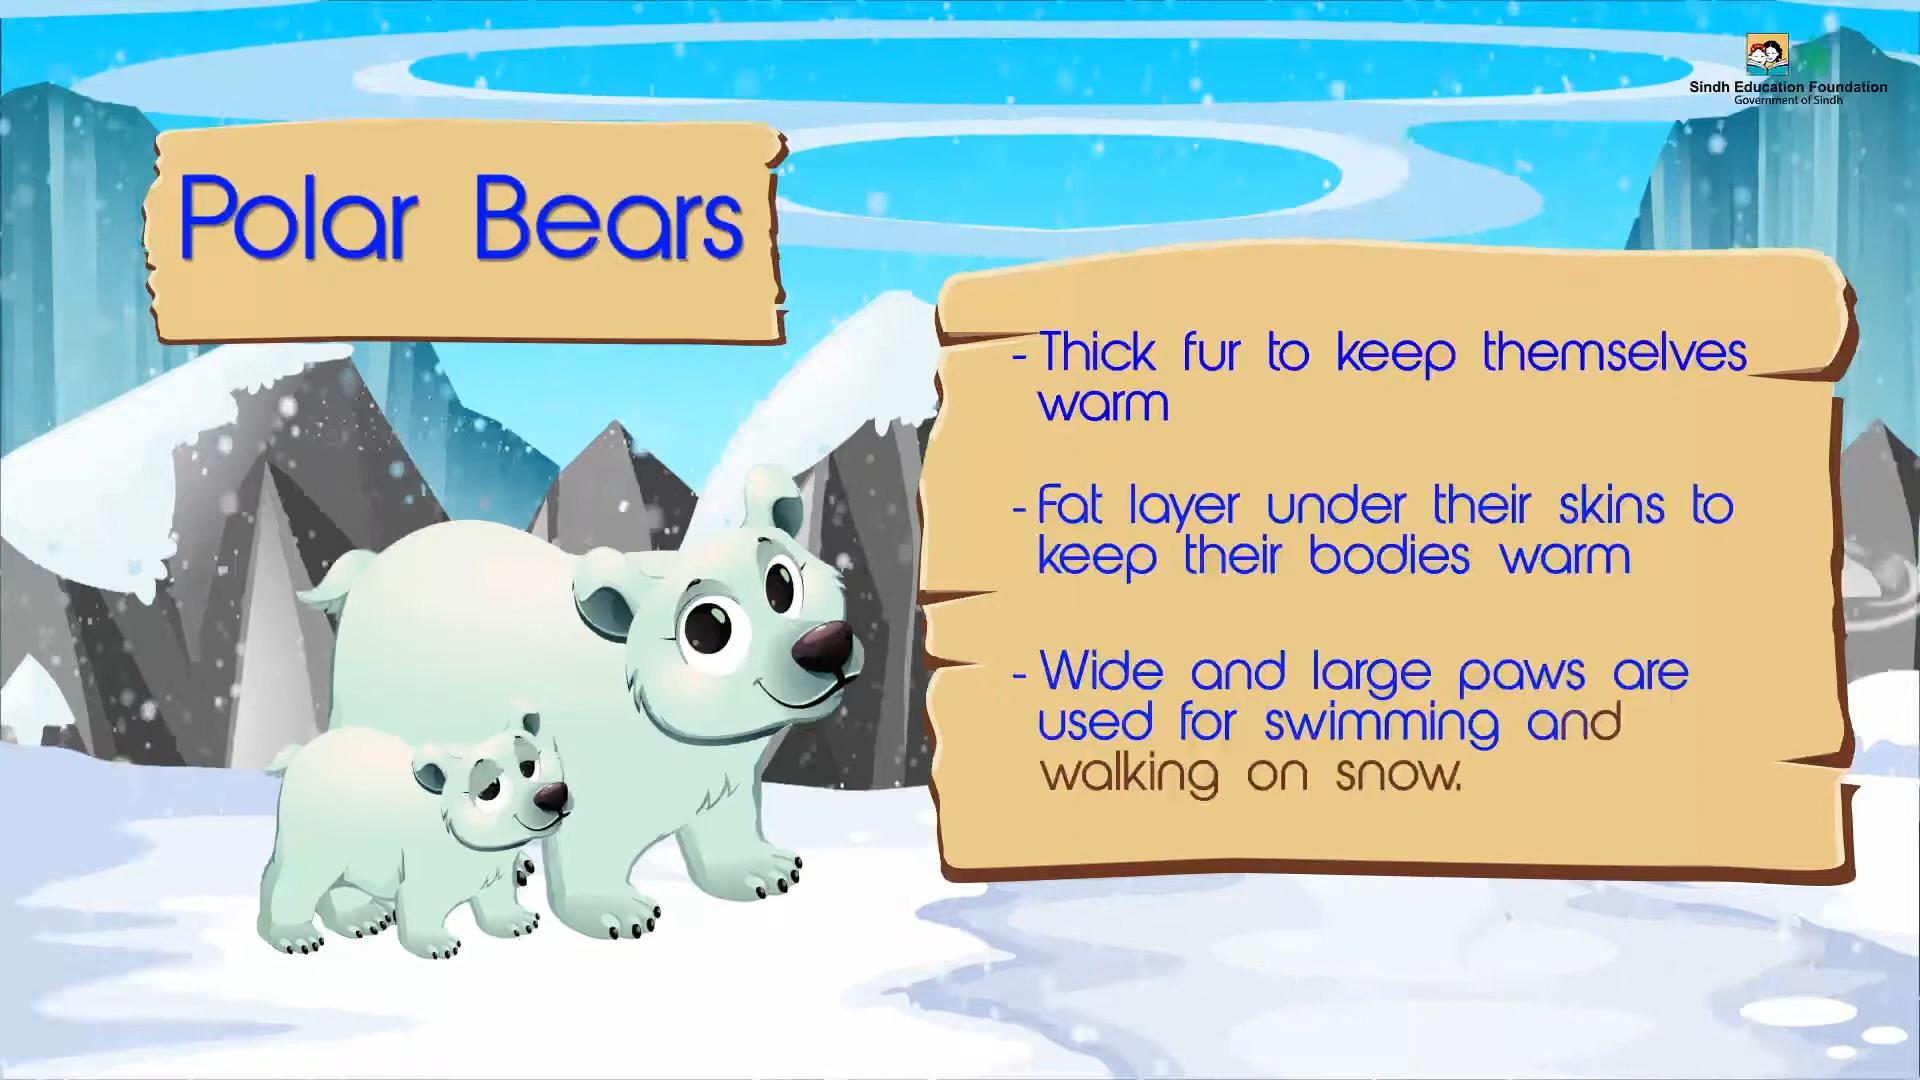 Sindh Education Foundation
Government of Sindh
Polar Bears
- Thick fur to keep themselves
warm
- Fat layer under their skins to
keep their bodies warm
- Wide and large paws are
used for swimming and
walking on snow.